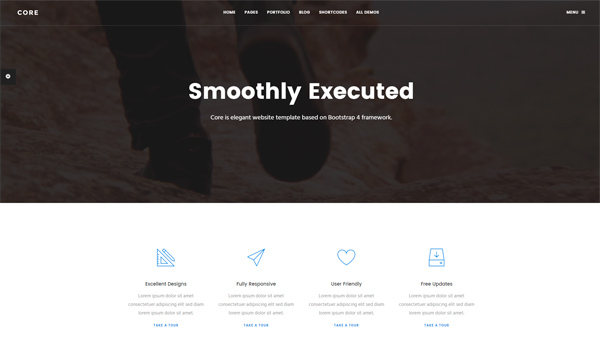 CORE HOME PAGES PORTFOLIO BLOG SHORTCODES ALL DEMOS MENU
Smoothly Executed
Core is elegant website template based on Bootstrap 4 framework.
Excellent Designs Fully Responsive User Friendly Free Updates
Lorem ipsum dolor sit amet Lorem ipsum dolor sit amet Lorem ipsum dolor sit amet Lorem ipsum dolor sit amet
consectetuer adipiscing elit sed diam consectetuer adipiscing elit sed diam consectetuer adipiscing elit sed diam consectetuer adipiscing elit sed diam
lorem ipsum dolor sit. lorem ipsum dolor sit. lorem ipsum dolor sit. lorem ipsum dolor sit.
TAKE A TOUR TAKE A TOUR TAKE A TOUR TAKE A TOUR